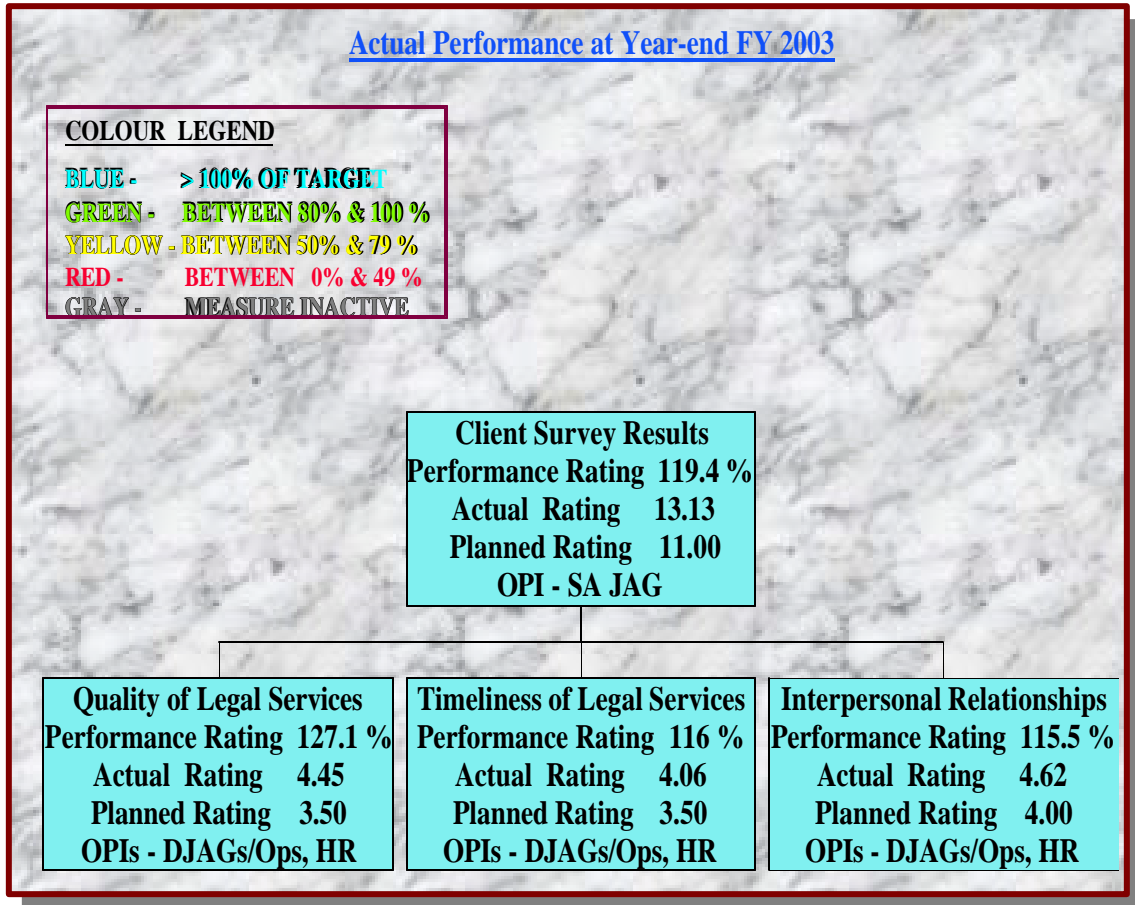 Actual Performance at Year-end FY 2003
COLOUR LEGEND
BLUE - > 100% OF TARGET
GREEN - BETWEEN 80% & 100 %
YELLOW - BETWEEN 50% & 79 %
RED - BETWEEN 0% & 49 %
GRAY - MEASURE INACTIVE
Client Survey Results
Performance Rating 119.4 %
Actual Rating 13.13
Planned Rating 11.00
OPI - SA JAG
Quality of Legal Services
Performance Rating 127.1 %
Actual Rating 4.45
Planned Rating 3.50
OPIs - DJAGs/Ops, HR
Timeliness of Legal Services
Performance Rating 116 %
Actual Rating 4.06
Planned Rating 3.50
OPIs - DJAGs/Ops, HR
Interpersonal Relationships
Performance Rating 115.5 %
Actual Rating 4.62
Planned Rating 4.00
OPIs - DJAGs/Ops, HR